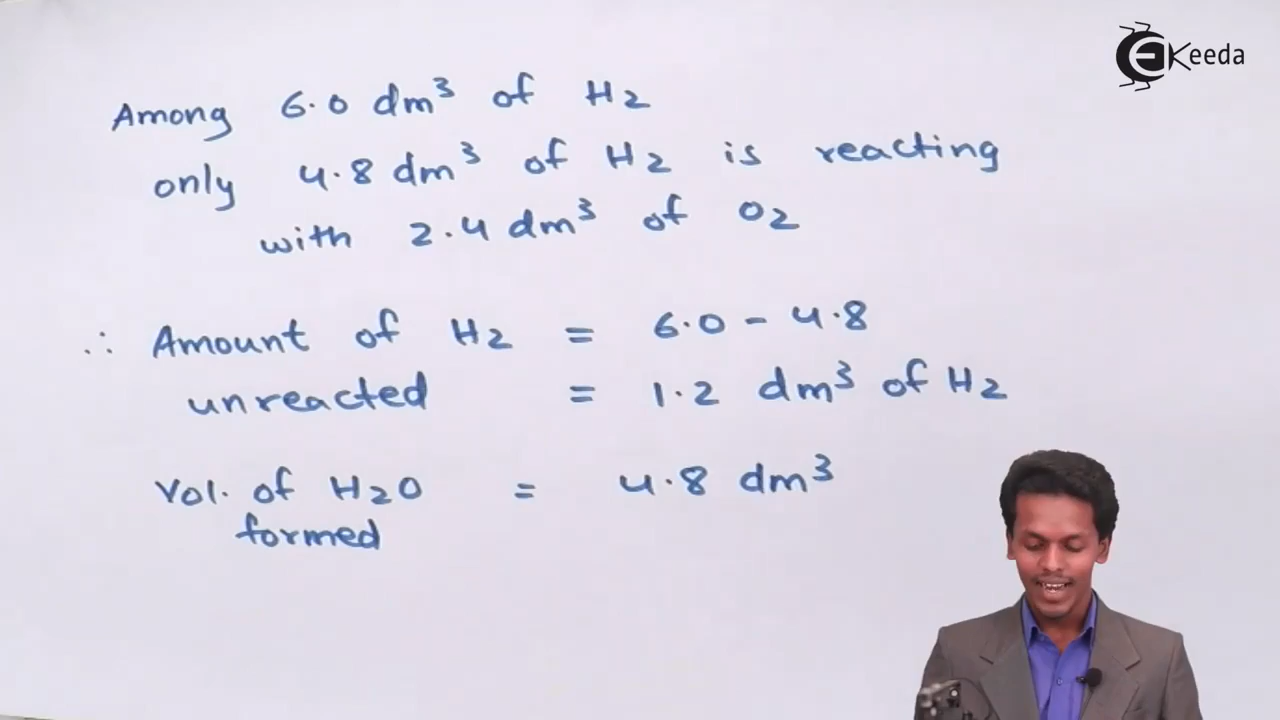 EKeeda
Among 6.0 dm³ of H2
only 4.8 dm³ of H2 is reacting
with 2.4 dm³ of O2
∴ Amount of H2 = 6.0 - 4.8
unreacted = 1.2 dm³ of H2
Vol. of H2O = 4.8 dm³
formed